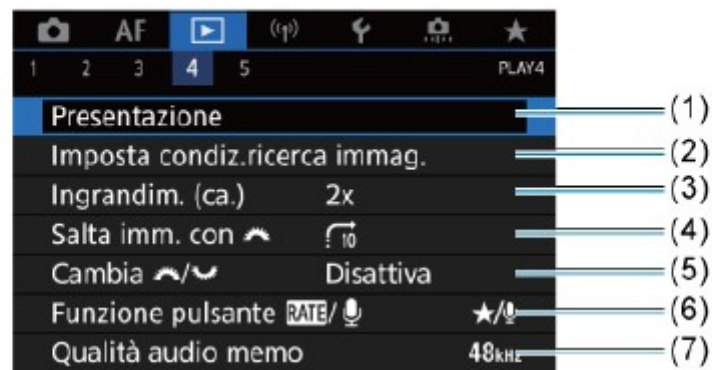 AF
1 2 3 4 5 PLAY4
Presentazione (1)
Imposta condiz.ricerca immag. (2)
Ingrandim. (ca.) 2x (3)
Salta imm. con 10 (4)
Cambia / Disattiva (5)
Funzione pulsante RATE/ ★/ (6)
Qualità audio memo 48kHz (7)